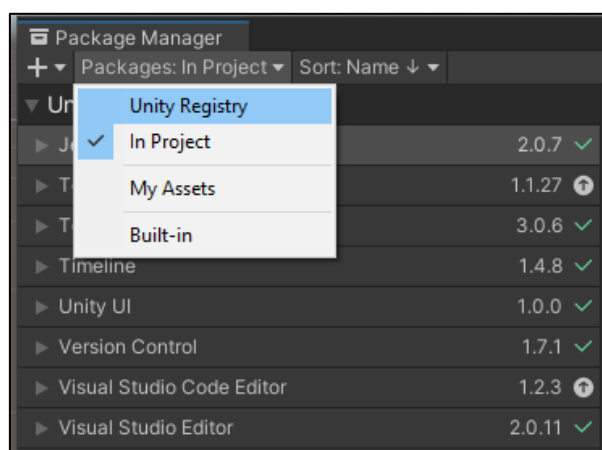 Package Manager
+ Packages: In Project Sort: Name ↓
Unity Registry
✓ In Project
2.0.7 ✓
My Assets
1.1.27
Built-in
3.0.6 ✓
Timeline 1.4.8 ✓
Unity UI 1.0.0 ✓
Version Control 1.7.1 ✓
Visual Studio Code Editor 1.2.3
Visual Studio Editor 2.0.11 ✓